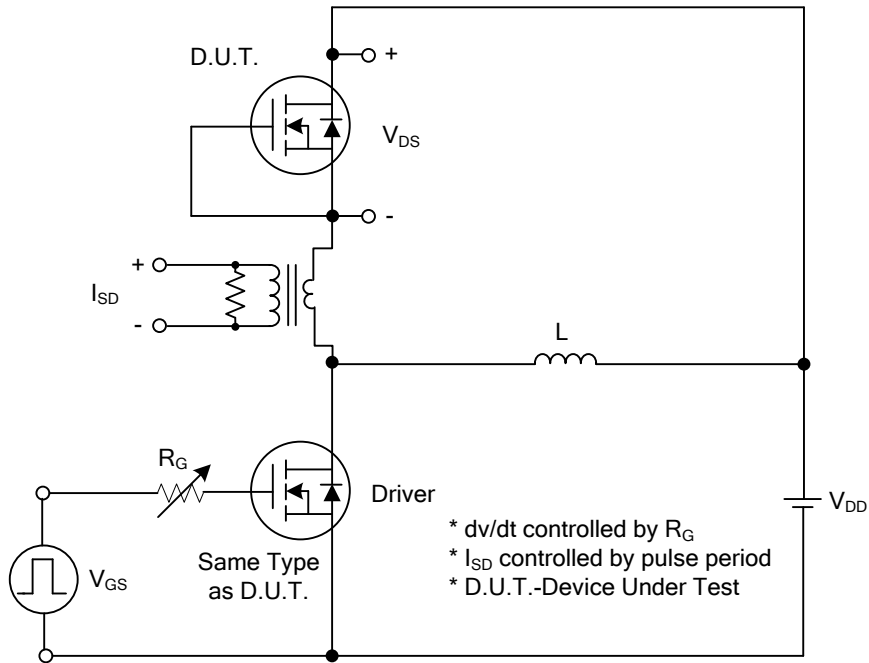 D.U.T.
+
V_DS
-
+
I_SD
-
L
R_G
Driver
V_DD
Same Type
as D.U.T.
V_GS
* dv/dt controlled by R_G
* I_SD controlled by pulse period
* D.U.T.-Device Under Test